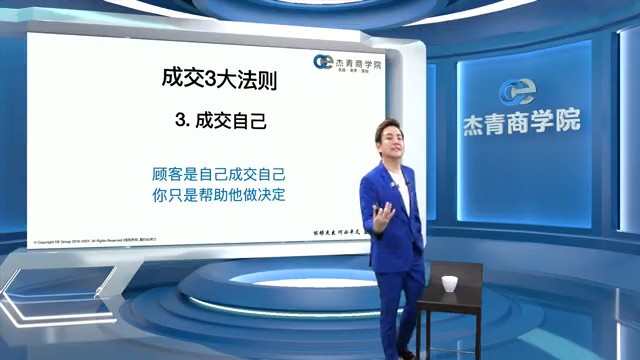 杰青商学院
成交3大法则
3. 成交自己
顾客是自己成交自己
你只是帮助他做决定
杰青商学院